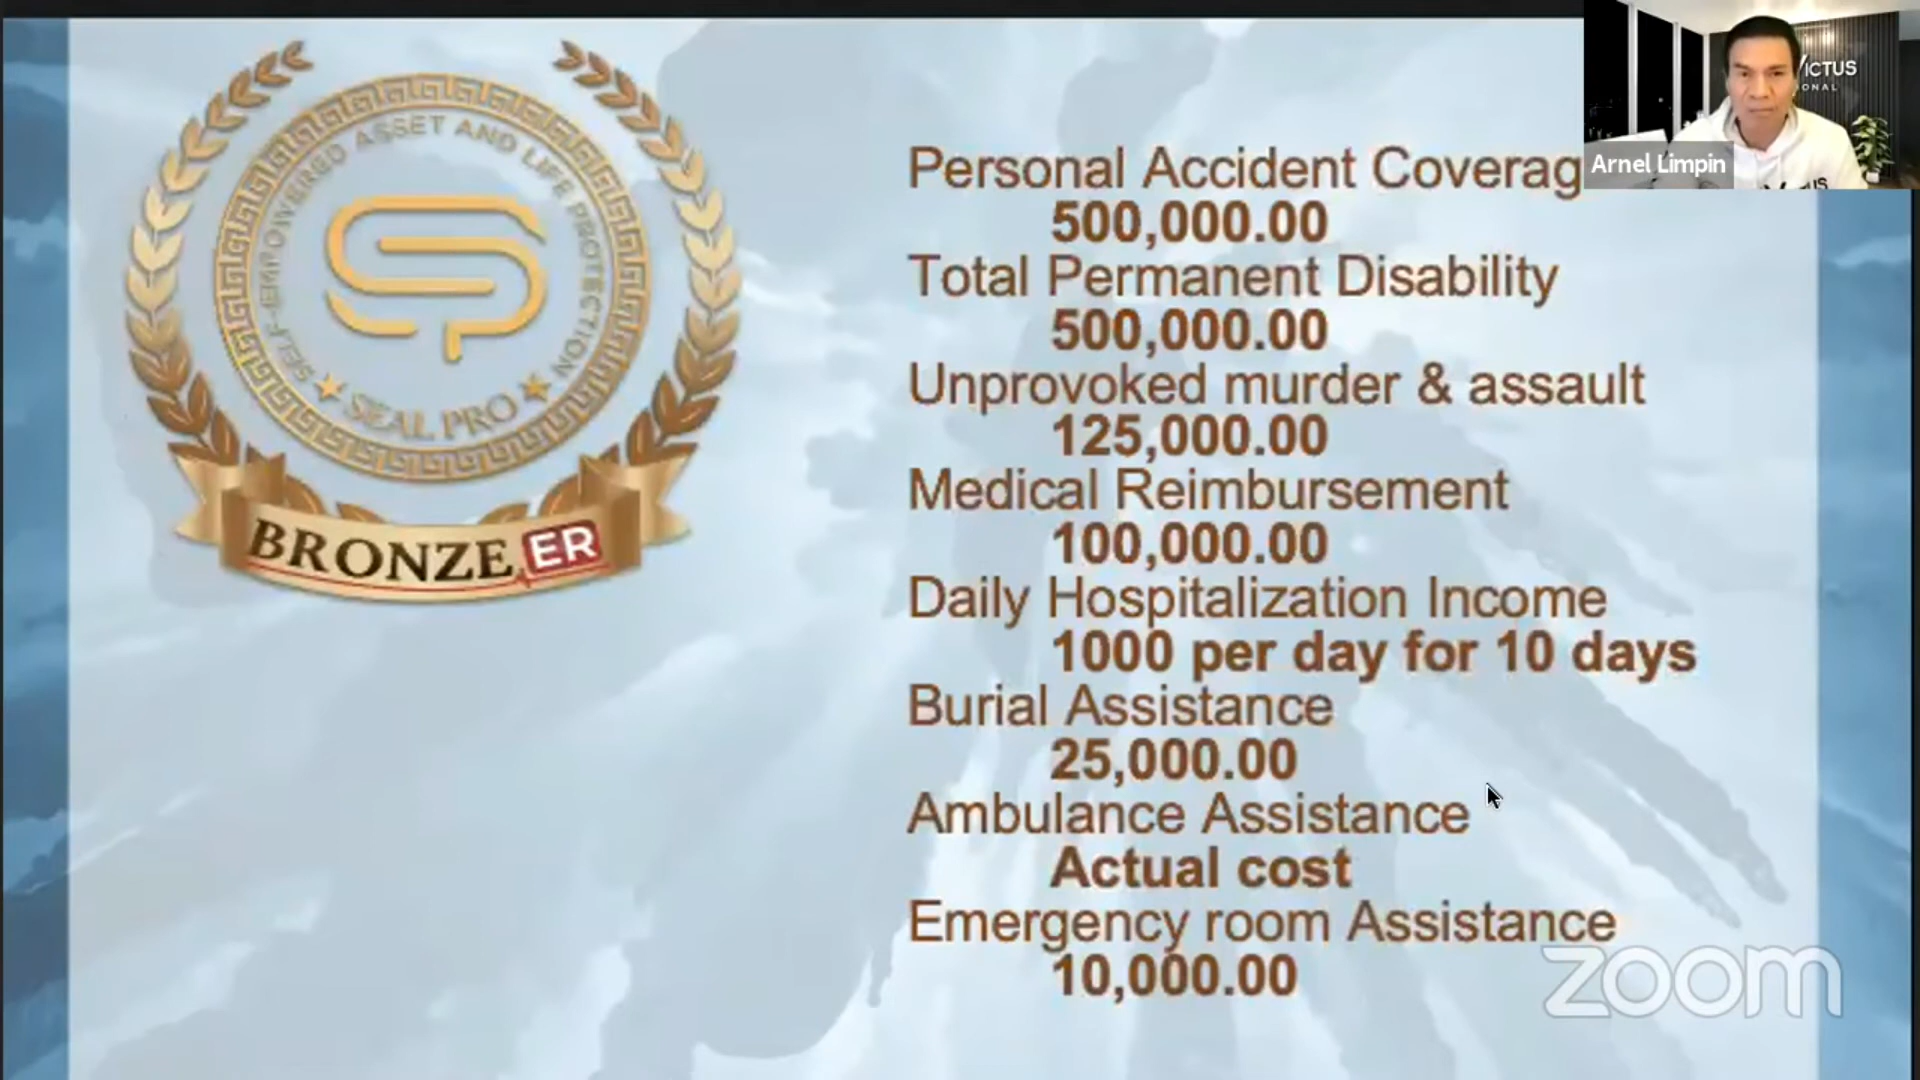 SELF-EMPOWERED ASSET AND LIFE PROTECTION
SEAL PRO
BRONZE ER
Personal Accident Coverag
500,000.00
Total Permanent Disability
500,000.00
Unprovoked murder & assault
125,000.00
Medical Reimbursement
100,000.00
Daily Hospitalization Income
1000 per day for 10 days
Burial Assistance
25,000.00
Ambulance Assistance
Actual cost
Emergency room Assistance
10,000.00
ICTUS
IONAL
Arnel Limpin
zoom